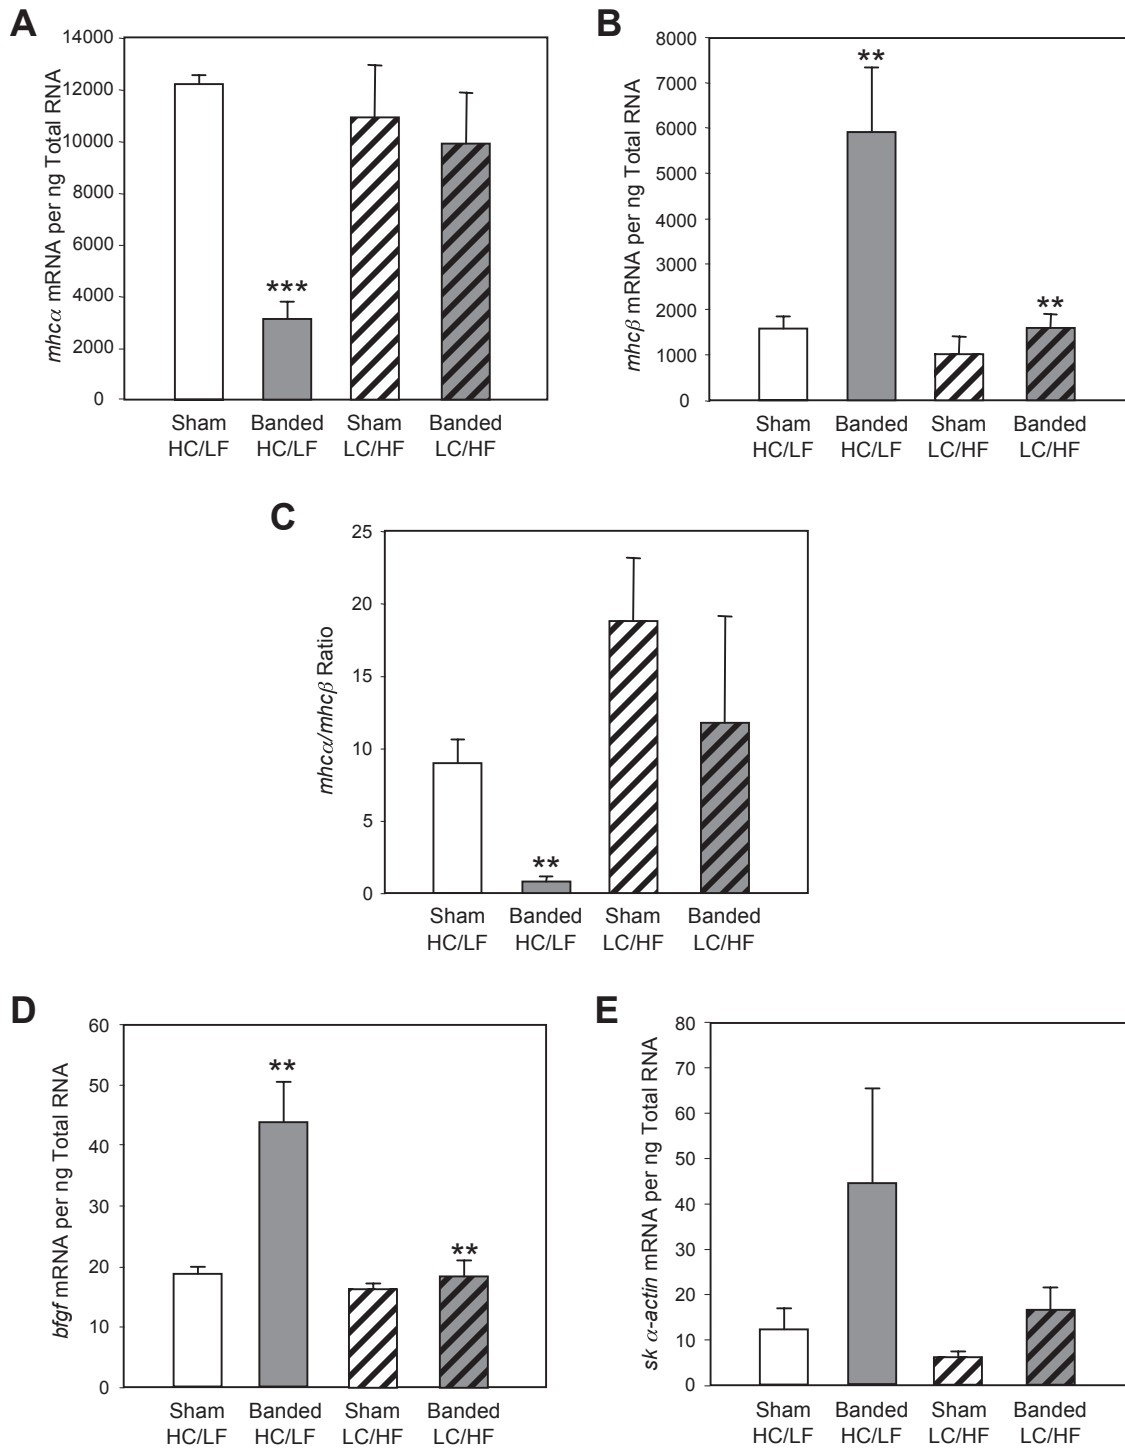 A
mhcα mRNA per ng Total RNA
14000
12000
10000
8000
6000
4000
2000
0
***
Sham Banded Sham Banded
HC/LF HC/LF LC/HF LC/HF
B
mhcβ mRNA per ng Total RNA
8000
7000
6000
5000
4000
3000
2000
1000
0
**
**
Sham Banded Sham Banded
HC/LF HC/LF LC/HF LC/HF
C
mhcα/mhcβ Ratio
25
20
15
10
5
0
**
Sham Banded Sham Banded
HC/LF HC/LF LC/HF LC/HF
D
bfgf mRNA per ng Total RNA
60
50
40
30
20
10
0
**
**
Sham Banded Sham Banded
HC/LF HC/LF LC/HF LC/HF
E
sk α-actin mRNA per ng Total RNA
80
70
60
50
40
30
20
10
0
Sham Banded Sham Banded
HC/LF HC/LF LC/HF LC/HF